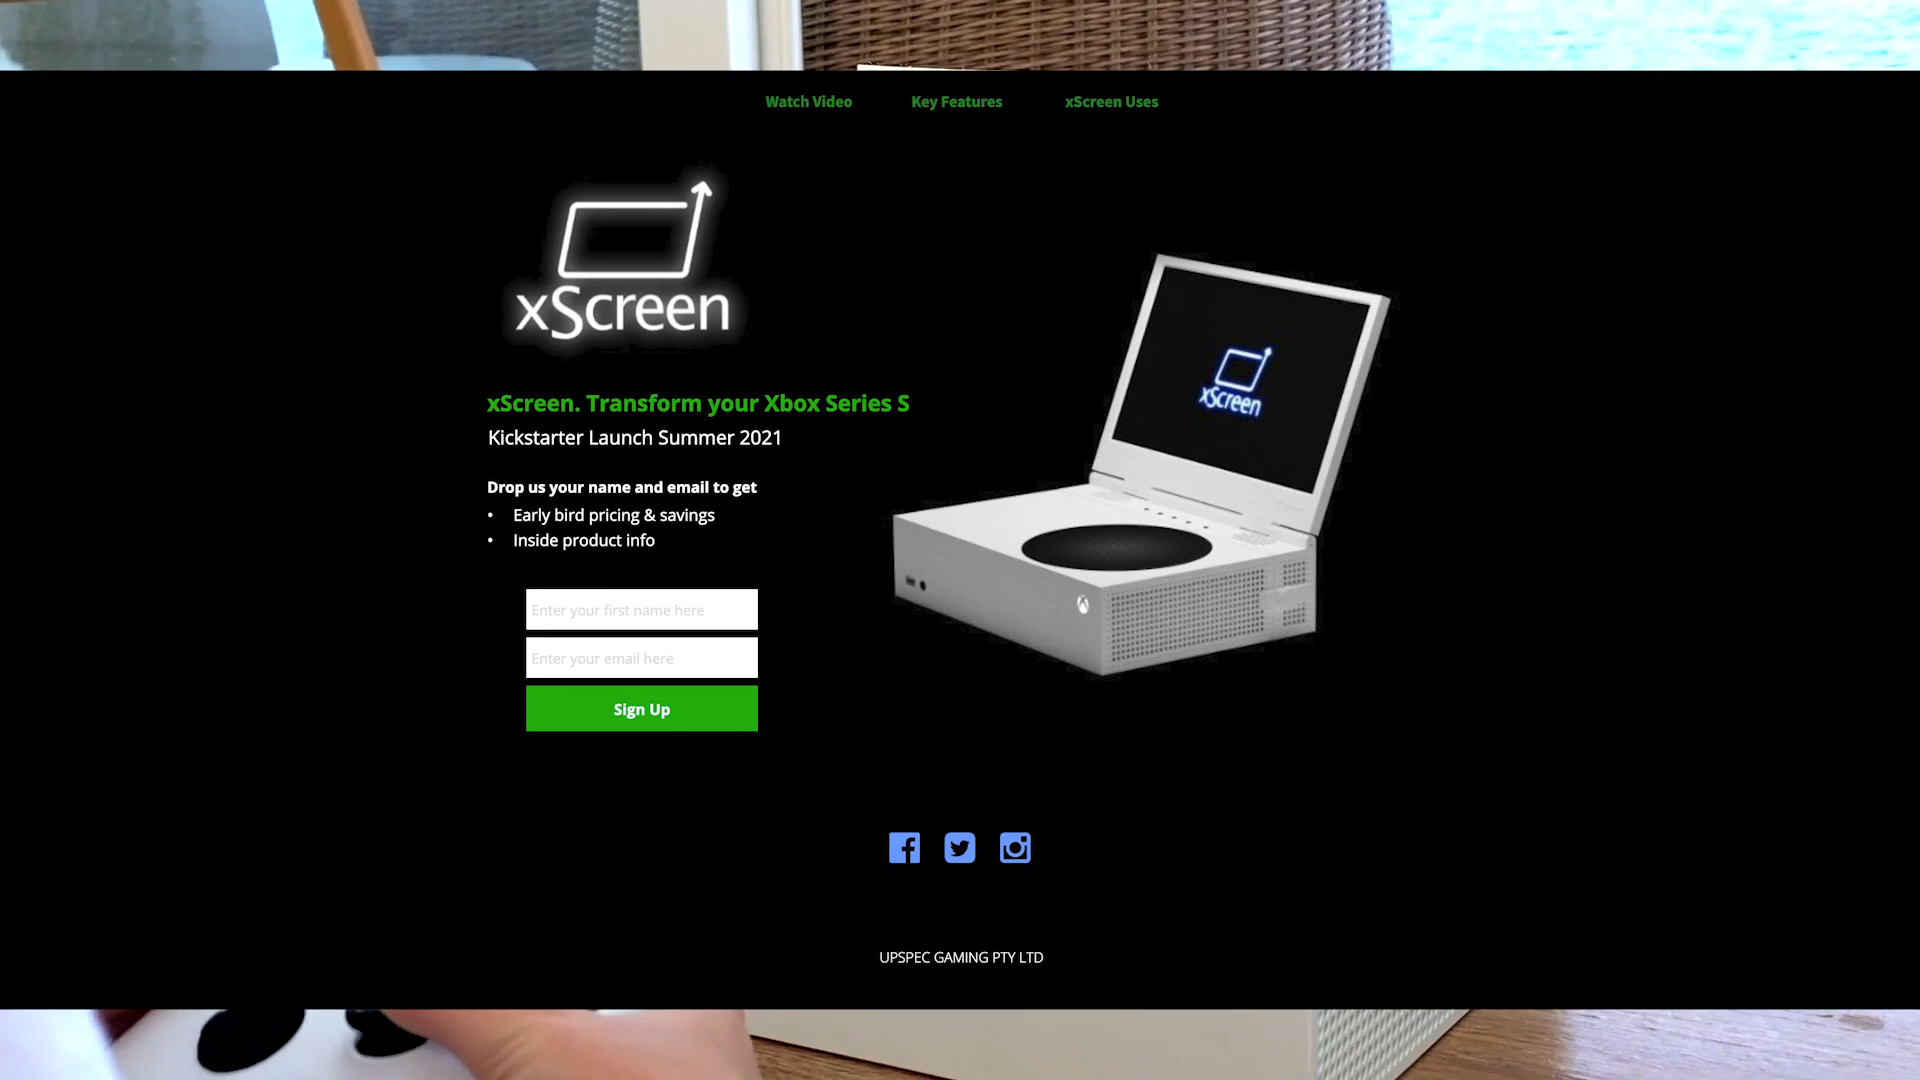 Watch Video
Key Features
xScreen Uses
xScreen
xScreen
xScreen. Transform your Xbox Series S
Kickstarter Launch Summer 2021
Drop us your name and email to get
• Early bird pricing & savings
• Inside product info
Enter your first name here
Enter your email here
Sign Up
UPSPEC GAMING PTY LTD